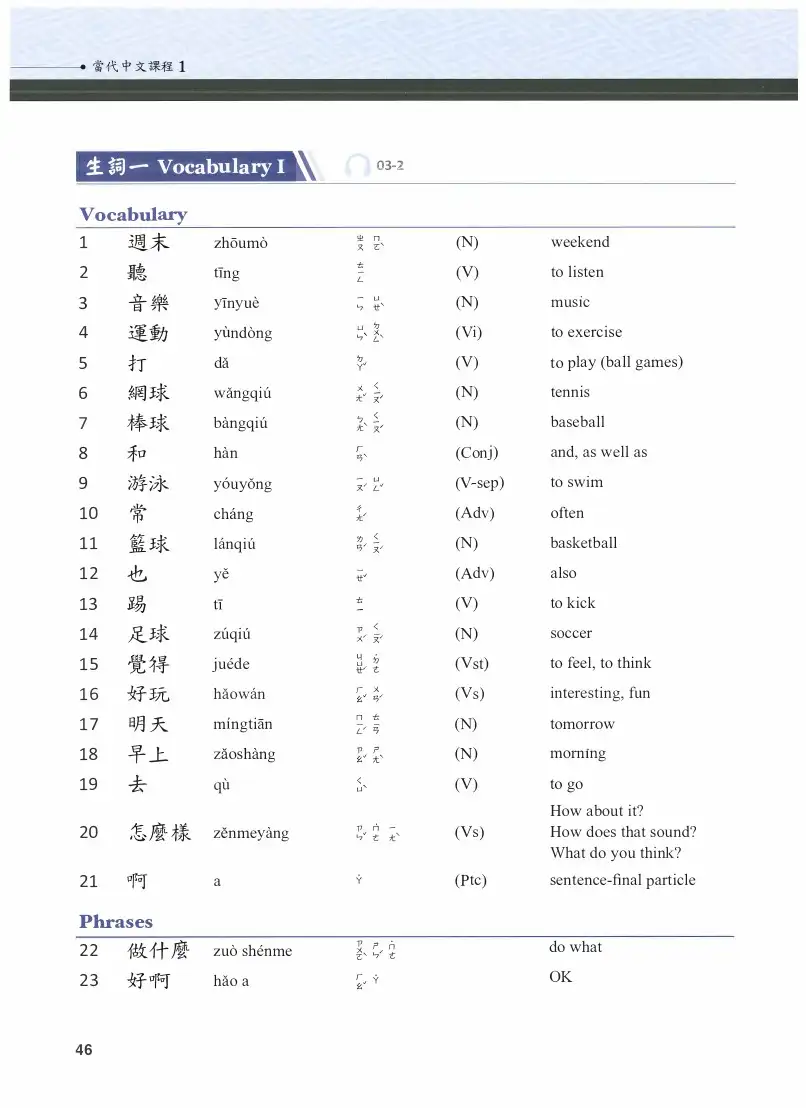 當代中文課程 1
生詞一 Vocabulary I 03-2
Vocabulary
1 週末 zhōumò ㄓㄡ ㄇㄛˋ (N) weekend
2 聽 tīng ㄊㄧㄥ (V) to listen
3 音樂 yīnyuè ㄧㄣ ㄩㄝˋ (N) music
4 運動 yùndòng ㄩㄣˋ ㄉㄨㄥˋ (Vi) to exercise
5 打 dǎ ㄉㄚˇ (V) to play (ball games)
6 網球 wǎngqiú ㄨㄤˇ ㄑㄧㄡˊ (N) tennis
7 棒球 bàngqiú ㄅㄤˋ ㄑㄧㄡˊ (N) baseball
8 和 hàn ㄏㄢˋ (Conj) and, as well as
9 游泳 yóuyǒng ㄧㄡˊ ㄩㄥˇ (V-sep) to swim
10 常 cháng ㄔㄤˊ (Adv) often
11 籃球 lánqiú ㄌㄢˊ ㄑㄧㄡˊ (N) basketball
12 也 yě ㄧㄝˇ (Adv) also
13 踢 tī ㄊㄧ (V) to kick
14 足球 zúqiú ㄗㄨˊ ㄑㄧㄡˊ (N) soccer
15 覺得 juéde ㄐㄩㄝˊ ˙ㄉㄜ (Vst) to feel, to think
16 好玩 hǎowán ㄏㄠˇ ㄨㄢˊ (Vs) interesting, fun
17 明天 míngtiān ㄇㄧㄥˊ ㄊㄧㄢ (N) tomorrow
18 早上 zǎoshàng ㄗㄠˇ ㄕㄤˋ (N) morning
19 去 qù ㄑㄩˋ (V) to go
20 怎麼樣 zěnmeyàng ㄗㄣˇ ˙ㄇㄜ ㄧㄤˋ (Vs) How about it?
How does that sound?
What do you think?
21 啊 a ˙ㄚ (Ptc) sentence-final particle
Phrases
22 做什麼 zuò shénme ㄗㄨㄛˋ ㄕㄣˊ ˙ㄇㄜ do what
23 好啊 hǎo a ㄏㄠˇ ˙ㄚ OK
46